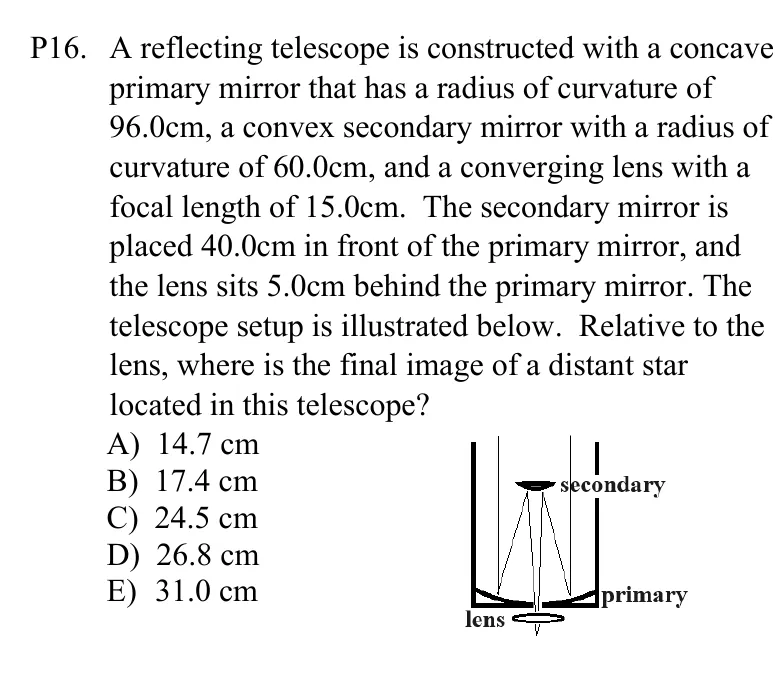 P16. A reflecting telescope is constructed with a concave
primary mirror that has a radius of curvature of
96.0cm, a convex secondary mirror with a radius of
curvature of 60.0cm, and a converging lens with a
focal length of 15.0cm. The secondary mirror is
placed 40.0cm in front of the primary mirror, and
the lens sits 5.0cm behind the primary mirror. The
telescope setup is illustrated below. Relative to the
lens, where is the final image of a distant star
located in this telescope?
A) 14.7 cm
B) 17.4 cm
C) 24.5 cm
D) 26.8 cm
E) 31.0 cm
secondary
primary
lens